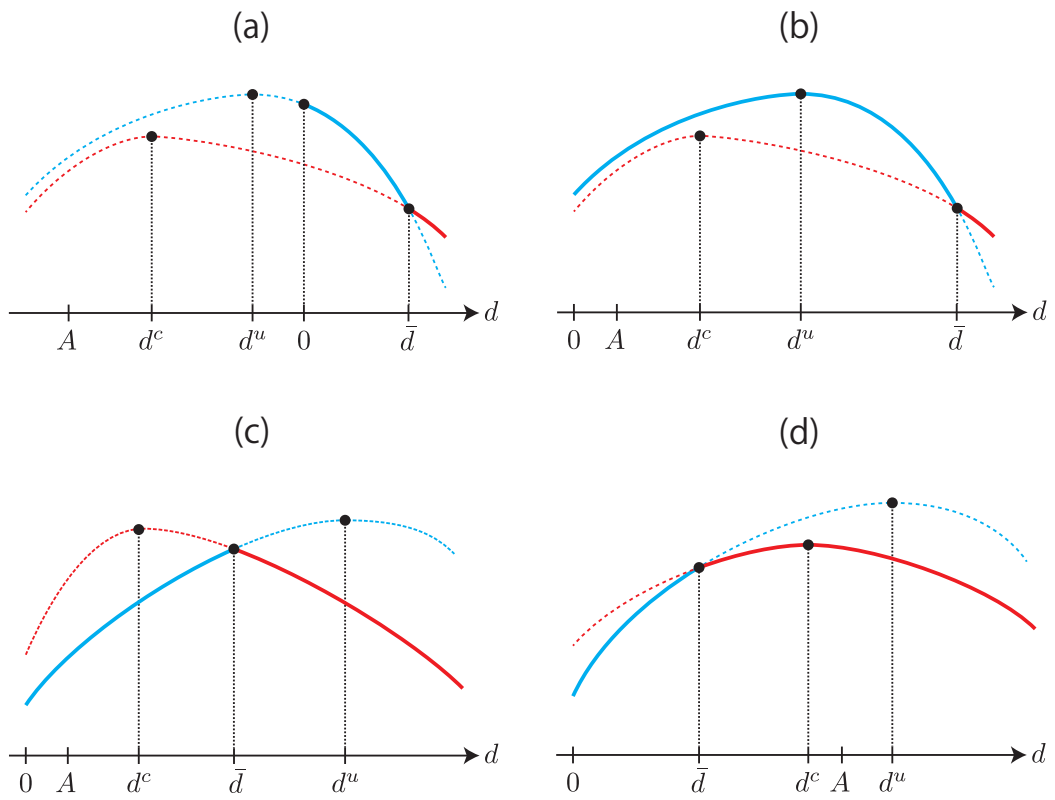 (a)
d
A d^c d^u 0 d̄
(b)
d
0 A d^c d^u d̄
(c)
d
0 A d^c d̄ d^u
(d)
d
0 d̄ d^c A d^u